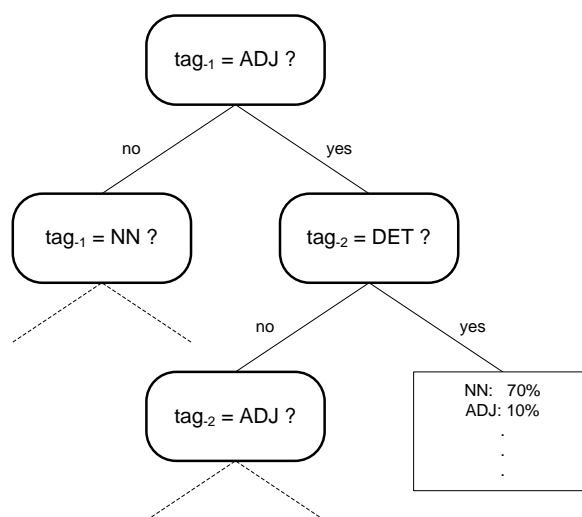 tag₋₁ = ADJ ?
no
yes
tag₋₁ = NN ?
tag₋₂ = DET ?
no
yes
tag₋₂ = ADJ ?
NN: 70%
ADJ: 10%
.
.
.